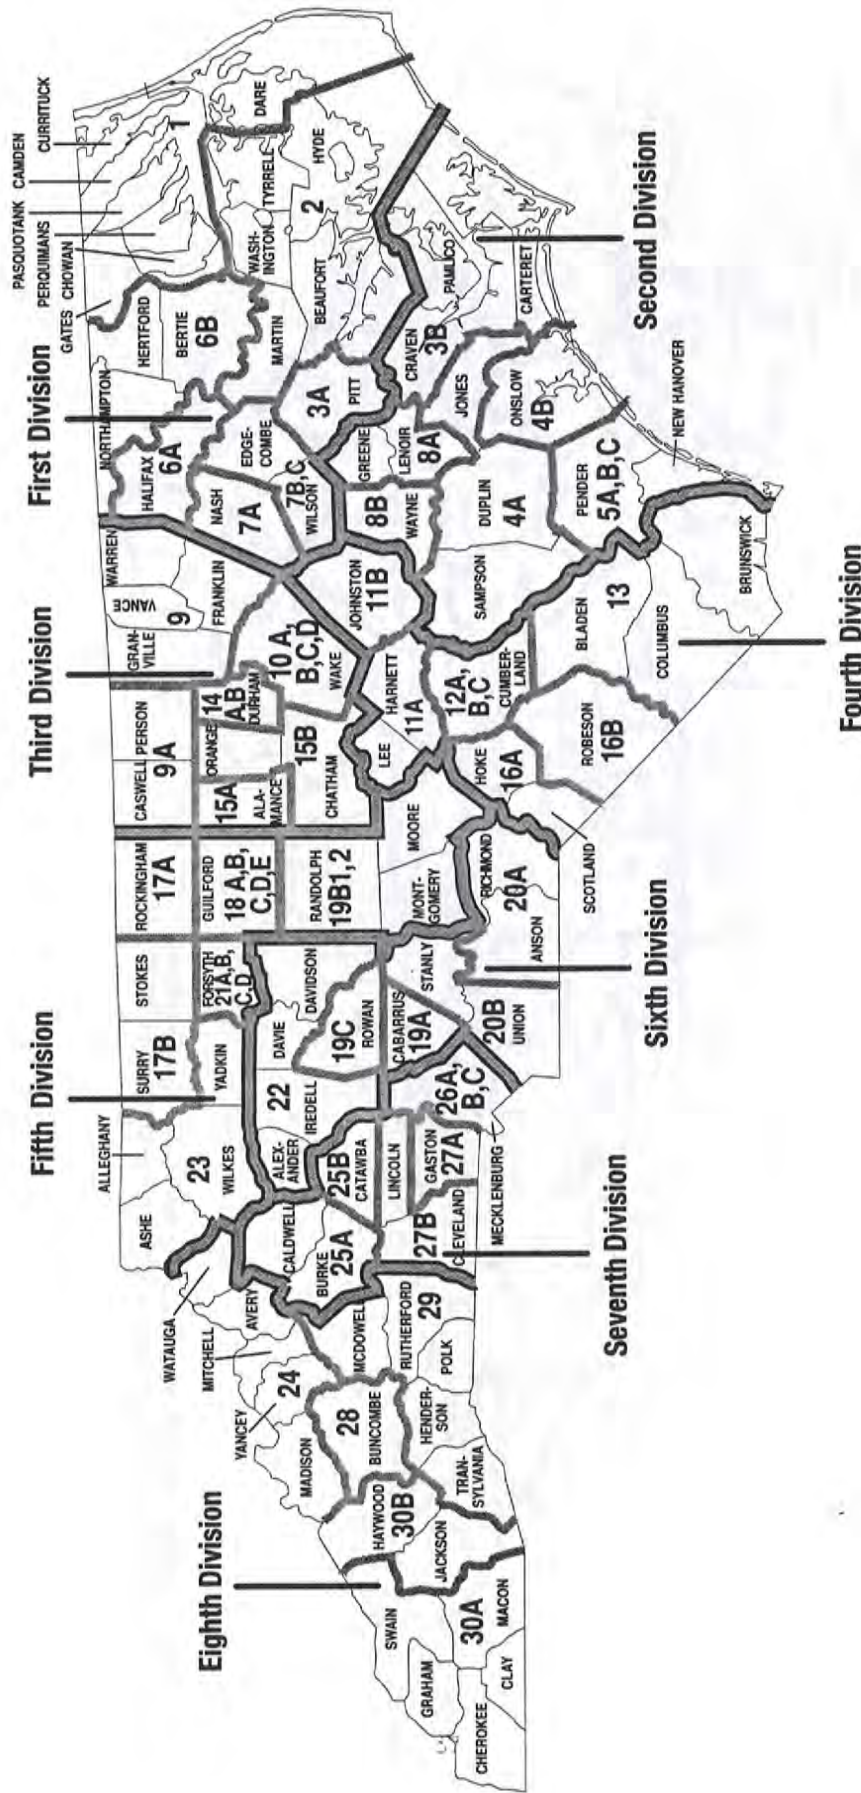 Eighth Division
Seventh Division
Fifth Division
Sixth Division
Third Division
Fourth Division
First Division
Second Division
CHEROKEE
GRAHAM
CLAY
SWAIN
30A
MACON
JACKSON
HAYWOOD
30B
TRAN-
SYLVANIA
MADISON
YANCEY
24
MITCHELL
WATAUGA
AVERY
28
BUNCOMBE
HENDER-
SON
POLK
RUTHERFORD
29
MCDOWELL
BURKE
25A
CALDWELL
ALEX-
ANDER
25B
CATAWBA
LINCOLN
GASTON
27A
27B
CLEVELAND
MECKLENBURG
26A,
B,C
ASHE
ALLEGHANY
23
WILKES
SURRY
17B
YADKIN
STOKES
FORSYTH
21A,B,
C,D
22
IREDELL
DAVIE
DAVIDSON
19C
ROWAN
CABARRUS
19A
STANLY
20B
UNION
ANSON
20A
RICHMOND
MONT-
GOMERY
MOORE
ROCKINGHAM
17A
GUILFORD
18 A,B,
C,D,E
RANDOLPH
19B1,2
CASWELL
PERSON
9 A
15A
ALA-
MANCE
ORANGE
14
A,B
DURHAM
15B
CHATHAM
GRAN-
VILLE
VANCE
9
WARREN
FRANKLIN
10 A,
B,C,D
WAKE
LEE
HARNETT
11A
JOHNSTON
11B
HOKE
16A
SCOTLAND
12A,
B,C
CUMBER-
LAND
ROBESON
16B
BLADEN
13
COLUMBUS
BRUNSWICK
NORTHAMPTON
HALIFAX
6A
NASH
7A
EDGE-
COMBE
7B,C
WILSON
GATES
HERTFORD
BERTIE
6B
MARTIN
3A
PITT
CHOWAN
PERQUIMANS
PASQUOTANK
CAMDEN
CURRITUCK
1
DARE
WASH-
INGTON
TYRRELL
HYDE
2
BEAUFORT
GREENE
LENOIR
8A
8B
WAYNE
SAMPSON
DUPLIN
4A
JONES
ONSLOW
4B
CRAVEN
3B
PAMLICO
CARTERET
PENDER
5A,B,C
NEW HANOVER